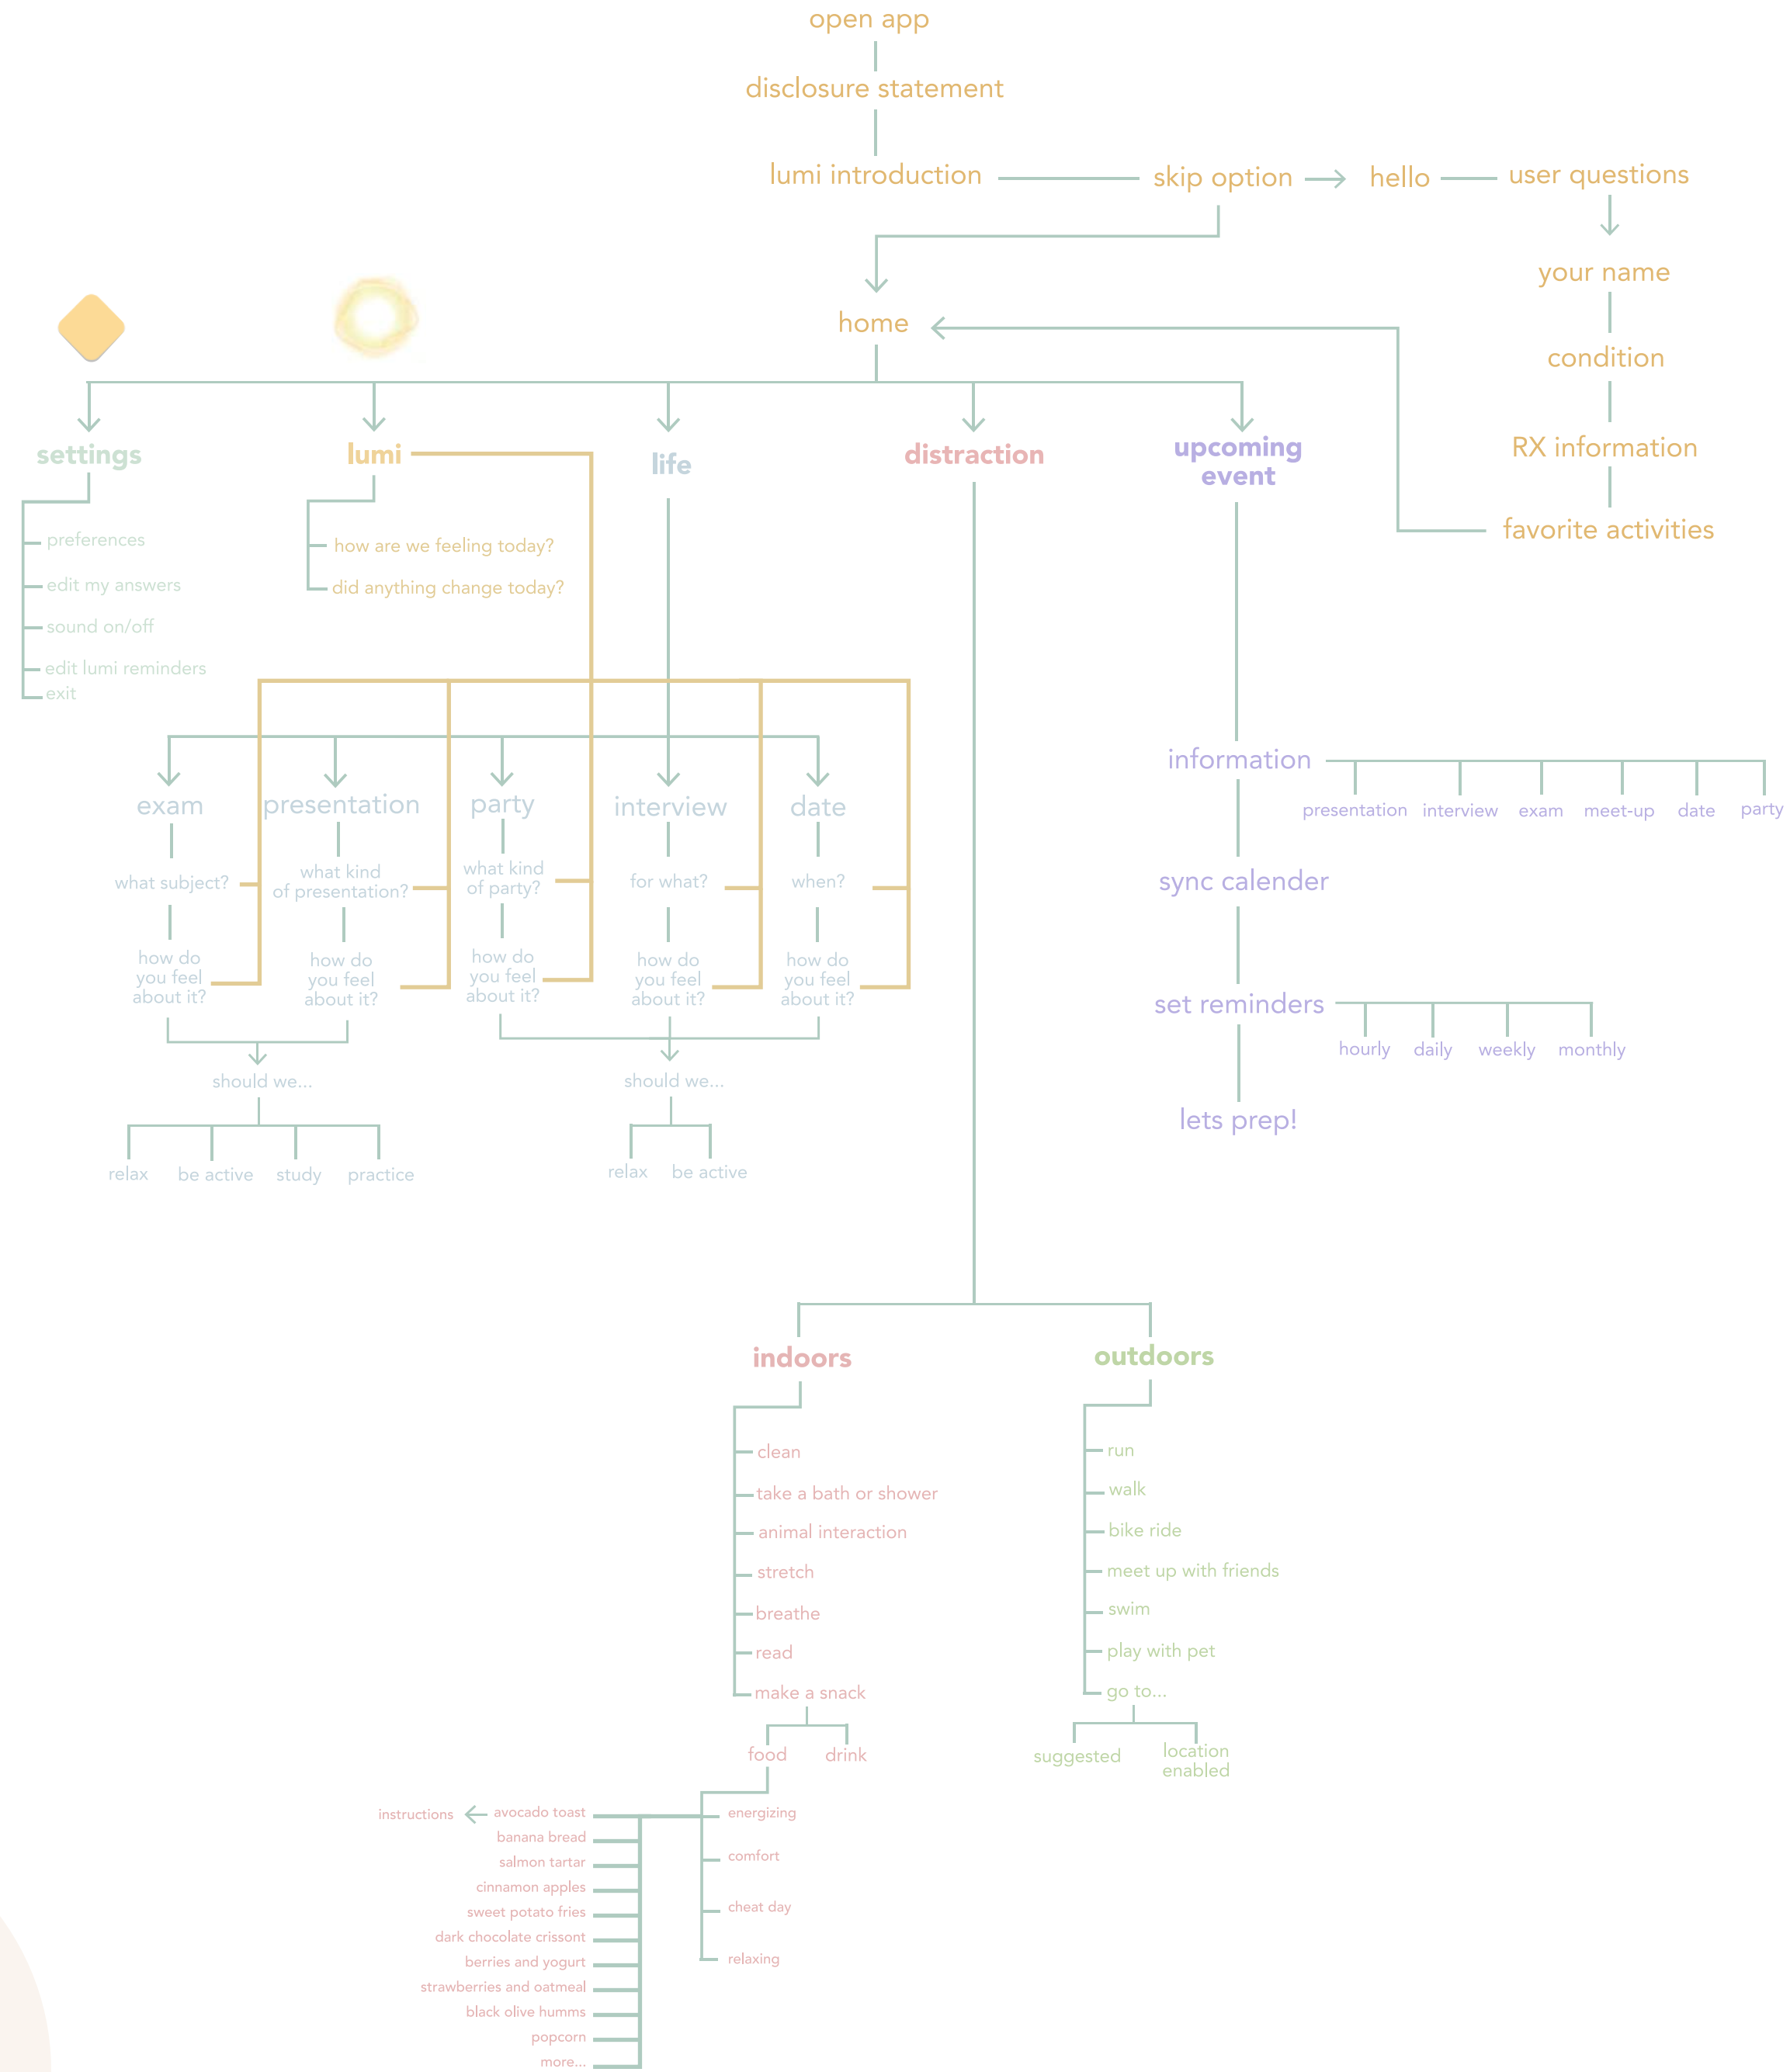 open app
disclosure statement
lumi introduction
skip option
hello
user questions
your name
condition
RX information
favorite activities
home
settings
preferences
edit my answers
sound on/off
edit lumi reminders
exit
lumi
how are we feeling today?
did anything change today?
life
exam
what subject?
how do
you feel
about it?
presentation
what kind
of presentation?
how do
you feel
about it?
party
what kind
of party?
how do
you feel
about it?
interview
for what?
how do
you feel
about it?
date
when?
how do
you feel
about it?
should we...
relax
be active
study
practice
should we...
relax
be active
distraction
indoors
clean
take a bath or shower
animal interaction
stretch
breathe
read
make a snack
food
drink
energizing
comfort
cheat day
relaxing
avocado toast
instructions
banana bread
salmon tartar
cinnamon apples
sweet potato fries
dark chocolate crissont
berries and yogurt
strawberries and oatmeal
black olive humms
popcorn
more...
outdoors
run
walk
bike ride
meet up with friends
swim
play with pet
go to...
suggested
location
enabled
upcoming
event
information
presentation
interview
exam
meet-up
date
party
sync calender
set reminders
hourly
daily
weekly
monthly
lets prep!